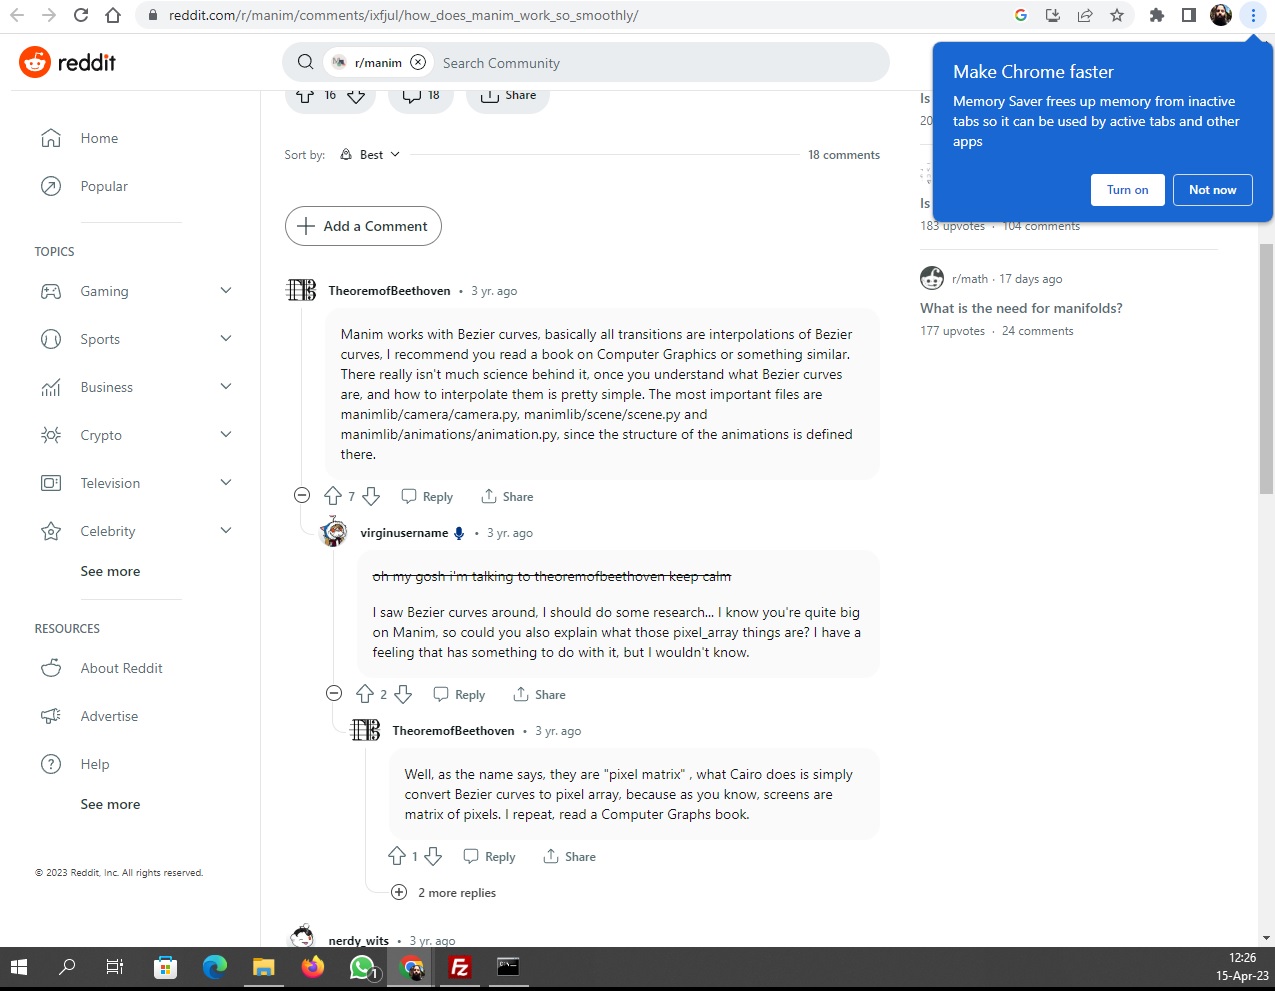 reddit.com/r/manim/comments/ixfjul/how_does_manim_work_so_smoothly/
reddit
r/manim
Search Community
Make Chrome faster
Memory Saver frees up memory from inactive
tabs so it can be used by active tabs and other
apps
Turn on
Not now
Home
Popular
TOPICS
Gaming
Sports
Business
Crypto
Television
Celebrity
See more
RESOURCES
About Reddit
Advertise
Help
See more
© 2023 Reddit, Inc. All rights reserved.
16
18
Share
Sort by:
Best
18 comments
Add a Comment
TheoremofBeethoven • 3 yr. ago
Manim works with Bezier curves, basically all transitions are interpolations of Bezier
curves, I recommend you read a book on Computer Graphics or something similar.
There really isn't much science behind it, once you understand what Bezier curves
are, and how to interpolate them is pretty simple. The most important files are
manimlib/camera/camera.py, manimlib/scene/scene.py and
manimlib/animations/animation.py, since the structure of the animations is defined
there.
7
Reply
Share
virginusername • 3 yr. ago
oh my gosh i'm talking to theoremofbeethoven keep calm
I saw Bezier curves around, I should do some research... I know you're quite big
on Manim, so could you also explain what those pixel_array things are? I have a
feeling that has something to do with it, but I wouldn't know.
2
Reply
Share
TheoremofBeethoven • 3 yr. ago
Well, as the name says, they are "pixel matrix" , what Cairo does is simply
convert Bezier curves to pixel array, because as you know, screens are
matrix of pixels. I repeat, read a Computer Graphs book.
1
Reply
Share
2 more replies
nerdy_wits • 3 yr. ago
Is
20
Is
183 upvotes · 104 comments
r/math · 17 days ago
What is the need for manifolds?
177 upvotes · 24 comments
1
12:26
15-Apr-23